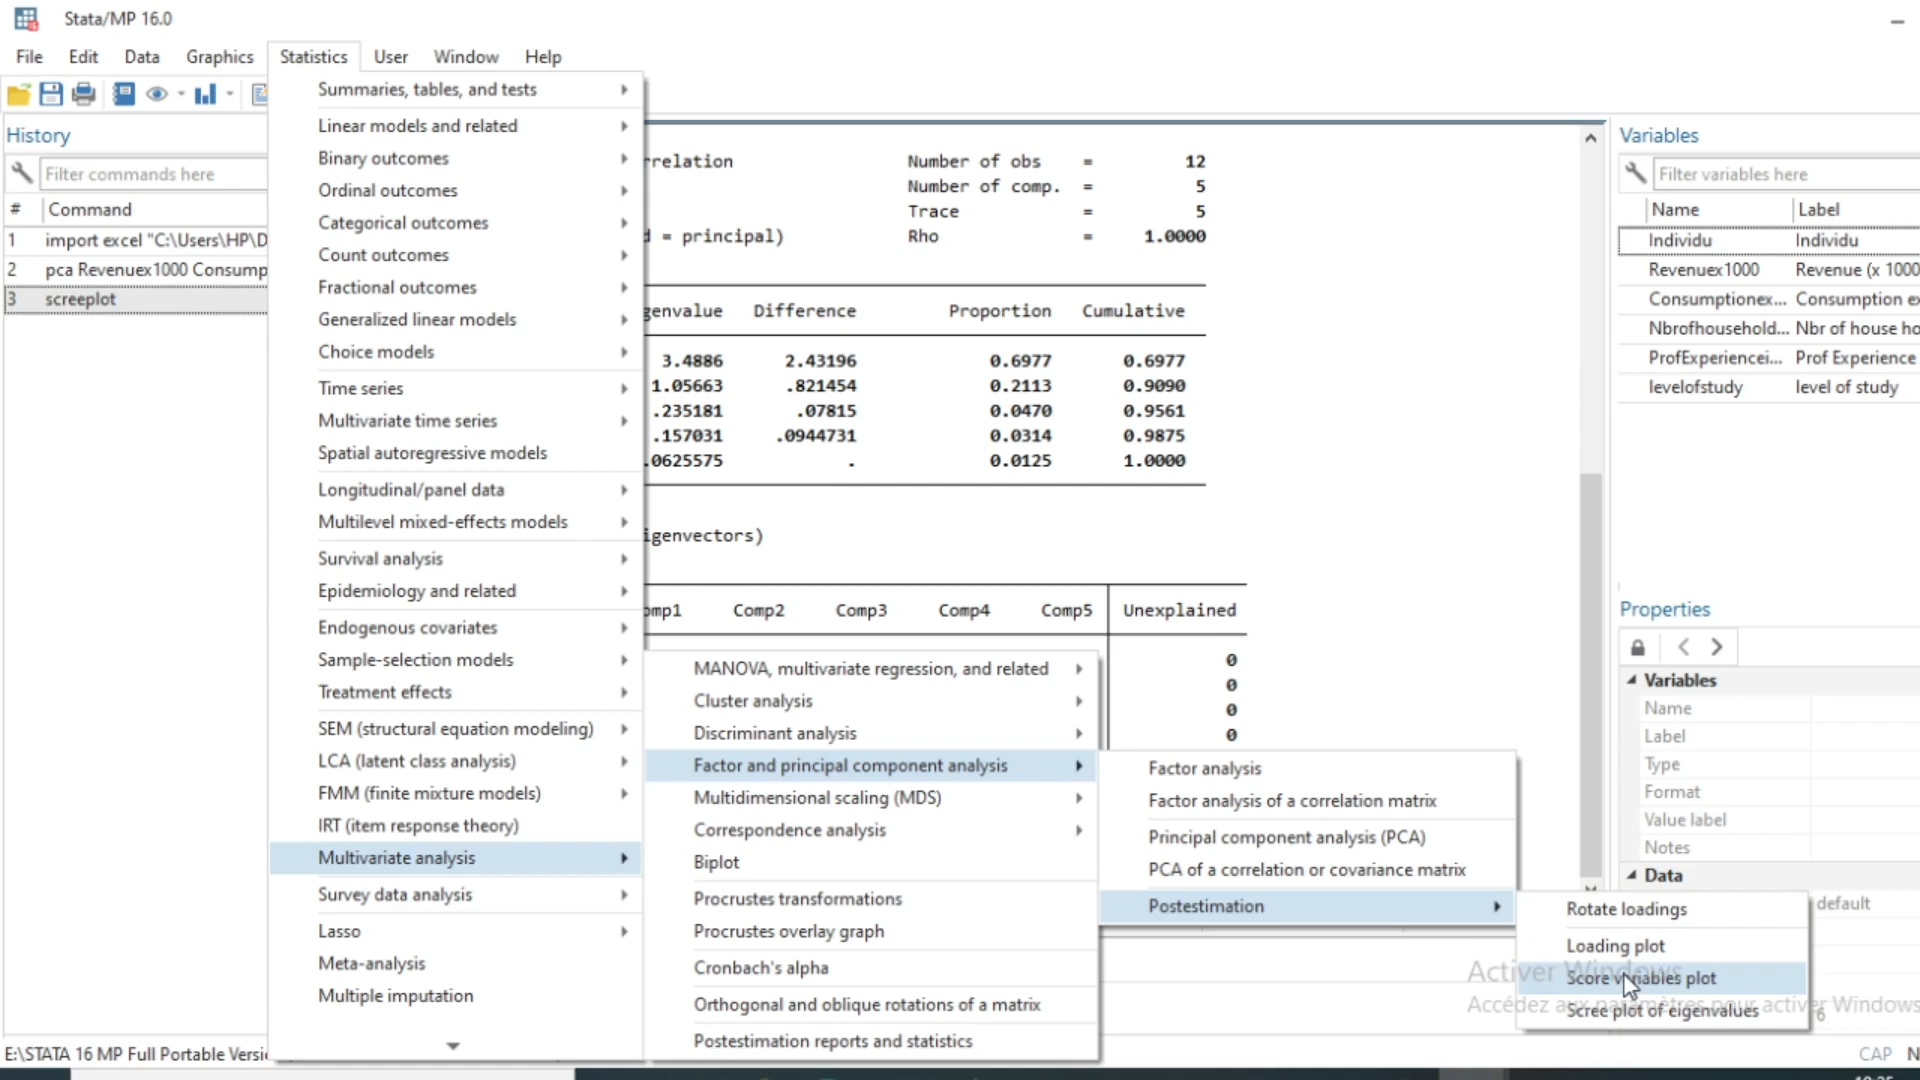 Stata/MP 16.0
File Edit Data Graphics Statistics User Window Help
History
Filter commands here
# Command
1 import excel "C:\Users\HP\D
2 pca Revenuex1000 Consump
3 screeplot
Summaries, tables, and tests
Linear models and related
Binary outcomes
Ordinal outcomes
Categorical outcomes
Count outcomes
Fractional outcomes
Generalized linear models
Choice models
Time series
Multivariate time series
Spatial autoregressive models
Longitudinal/panel data
Multilevel mixed-effects models
Survival analysis
Epidemiology and related
Endogenous covariates
Sample-selection models
Treatment effects
SEM (structural equation modeling)
LCA (latent class analysis)
FMM (finite mixture models)
IRT (item response theory)
Multivariate analysis
Survey data analysis
Lasso
Meta-analysis
Multiple imputation
rrelation Number of obs = 12
Number of comp. = 5
Trace = 5
d = principal) Rho = 1.0000
genvalue Difference Proportion Cumulative
3.4886 2.43196 0.6977 0.6977
1.05663 .821454 0.2113 0.9090
.235181 .07815 0.0470 0.9561
.157031 .0944731 0.0314 0.9875
.0625575 . 0.0125 1.0000
igenvectors)
omp1 Comp2 Comp3 Comp4 Comp5 Unexplained
0
0
0
0
MANOVA, multivariate regression, and related
Cluster analysis
Discriminant analysis
Factor and principal component analysis
Multidimensional scaling (MDS)
Correspondence analysis
Biplot
Procrustes transformations
Procrustes overlay graph
Cronbach's alpha
Orthogonal and oblique rotations of a matrix
Postestimation reports and statistics
Factor analysis
Factor analysis of a correlation matrix
Principal component analysis (PCA)
PCA of a correlation or covariance matrix
Postestimation
Rotate loadings
Loading plot
Score variables plot
Scree plot of eigenvalues
Variables
Filter variables here
Name Label
Individu Individu
Revenuex1000 Revenue (x 1000
Consumptionex... Consumption ex
Nbrofhousehold... Nbr of house ho
ProfExperiencei... Prof Experience
levelofstudy level of study
Properties
Variables
Name
Label
Type
Format
Value label
Notes
Data
default
6
Activer Windows
Accédez aux paramètres pour activer Windows
E:\STATA 16 MP Full Portable Versi
CAP N